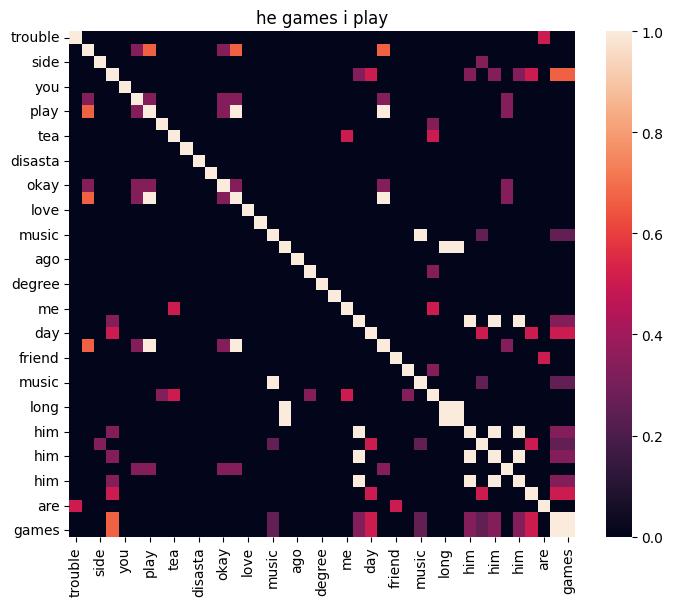 he games i play
trouble
side
you
play
tea
disasta
okay
love
music
ago
degree
me
day
friend
music
long
him
him
him
are
games
trouble
side
you
play
tea
disasta
okay
love
music
ago
degree
me
day
friend
music
long
him
him
him
are
games
1.0
0.8
0.6
0.4
0.2
0.0